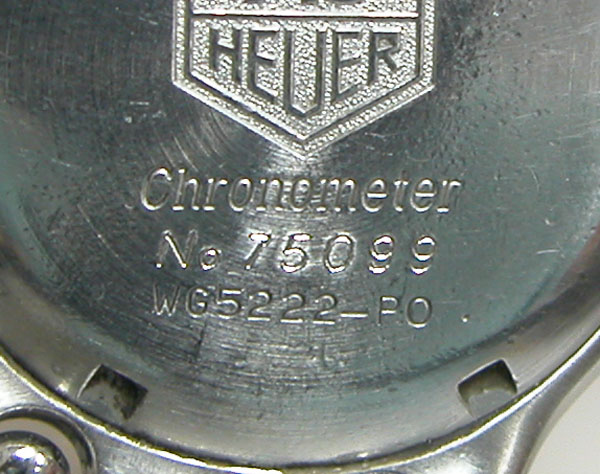 HEUER
Chronometer
No 75099
WG5222-PO